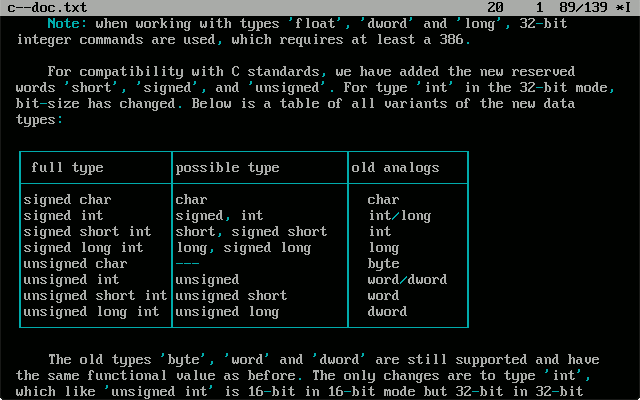 c--doc.txt 20 1 89/139 *I
Note: when working with types 'float', 'dword' and 'long', 32-bit
integer commands are used, which requires at least a 386.
For compatibility with C standards, we have added the new reserved
words 'short', 'signed', and 'unsigned'. For type 'int' in the 32-bit mode,
bit-size has changed. Below is a table of all variants of the new data
types:
full type possible type old analogs
signed char char char
signed int signed, int int/long
signed short int short, signed short int
signed long int long, signed long long
unsigned char --- byte
unsigned int unsigned word/dword
unsigned short int unsigned short word
unsigned long int unsigned long dword
The old types 'byte', 'word' and 'dword' are still supported and have
the same functional value as before. The only changes are to type 'int',
which like 'unsigned int' is 16-bit in 16-bit mode but 32-bit in 32-bit